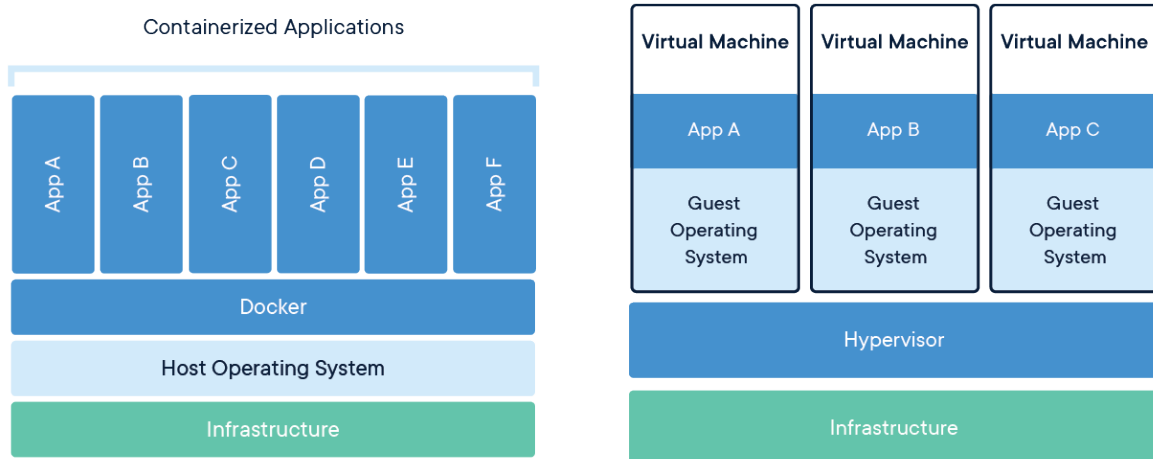 Containerized Applications
App A
App B
App C
App D
App E
App F
Docker
Host Operating System
Infrastructure
Virtual Machine
App A
Guest
Operating
System
Virtual Machine
App B
Guest
Operating
System
Virtual Machine
App C
Guest
Operating
System
Hypervisor
Infrastructure